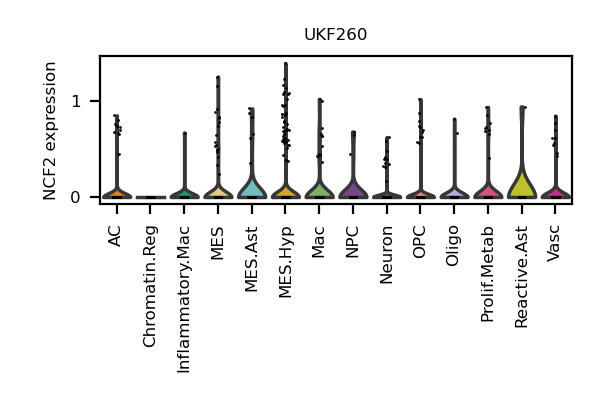 UKF260
NCF2 expression
1
0
AC
Chromatin.Reg
Inflammatory.Mac
MES
MES.Ast
MES.Hyp
Mac
NPC
Neuron
OPC
Oligo
Prolif.Metab
Reactive.Ast
Vasc